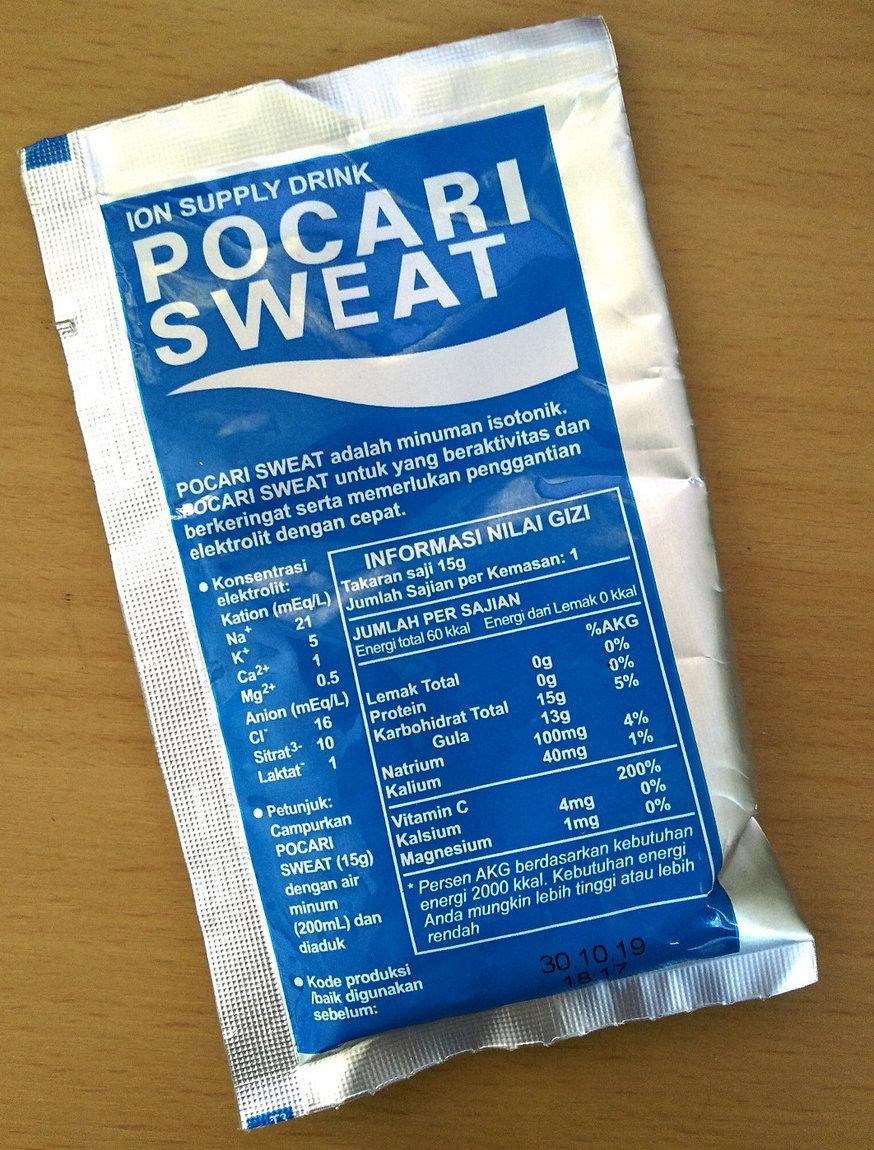 ION SUPPLY DRINK
POCARI
SWEAT
POCARI SWEAT adalah minuman isotonik.
POCARI SWEAT untuk yang beraktivitas dan
berkeringat serta memerlukan penggantian
elektrolit dengan cepat.
• Konsentrasi
elektrolit:
Kation (mEq/L)
Na⁺ 21
K⁺ 5
Ca²⁺ 1
Mg²⁺ 0.5
Anion (mEq/L)
Cl⁻ 16
Sitrat³⁻ 10
Laktat⁻ 1
• Petunjuk:
Campurkan
POCARI
SWEAT (15g)
dengan air
minum
(200mL) dan
diaduk
INFORMASI NILAI GIZI
Takaran saji 15g
Jumlah Sajian per Kemasan: 1
JUMLAH PER SAJIAN
Energi total 60 kkal Energi dari Lemak 0 kkal
%AKG
Lemak Total 0g 0%
Protein 0g 0%
Karbohidrat Total 15g 5%
Gula 13g
Natrium 100mg 4%
Kalium 40mg 1%
Vitamin C 200%
Kalsium 4mg 0%
Magnesium 1mg 0%
* Persen AKG berdasarkan kebutuhan
energi 2000 kkal. Kebutuhan energi
Anda mungkin lebih tinggi atau lebih
rendah
• Kode produksi
/baik digunakan
sebelum:
30.10.19
18.17
T3